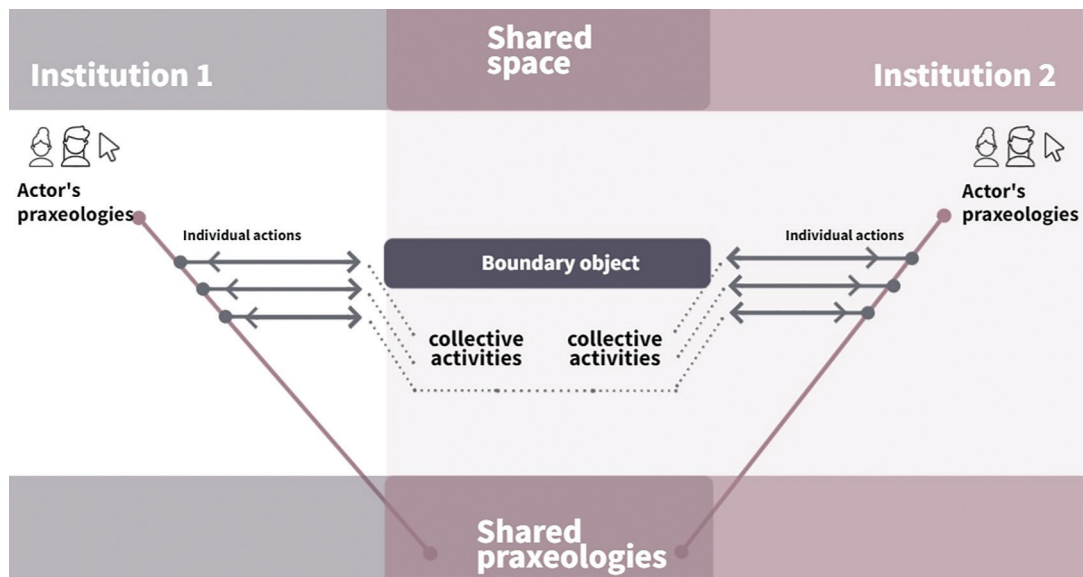 Shared
space
Institution 1
Institution 2
Actor's
praxeologies
Actor's
praxeologies
Individual actions
Individual actions
Boundary object
collective
activities
collective
activities
Shared
praxeologies